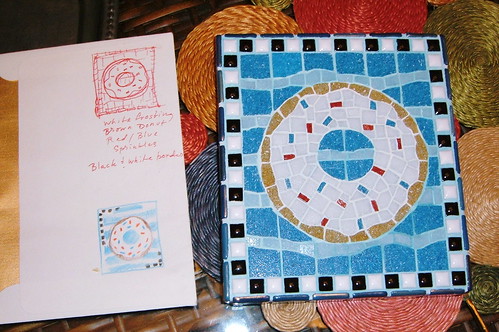 White Frosting
Brown Donut
Red/Blue
Sprinkles
Black & white border